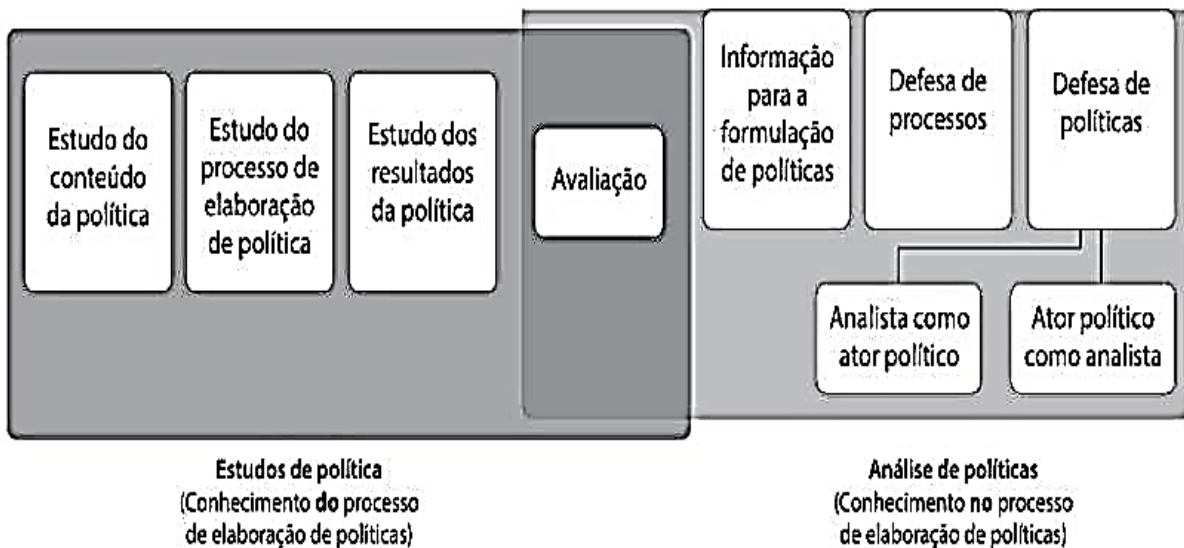 Estudo do
conteúdo
da política
Estudo do
processo de
elaboração
de política
Estudo dos
resultados
da política
Avaliação
Informação
para a
formulação
de políticas
Defesa de
processos
Defesa de
políticas
Analista como
ator político
Ator político
como analista
Estudos de política
(Conhecimento do processo
de elaboração de políticas)
Análise de políticas
(Conhecimento no processo
de elaboração de políticas)